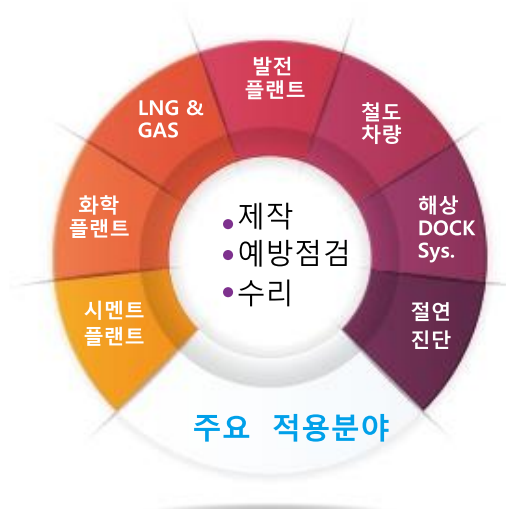 발전
플랜트
LNG &
GAS
철도
차량
화학
플랜트
해상
DOCK
Sys.
시멘트
플랜트
절연
진단
제작
예방점검
수리
주요 적용분야